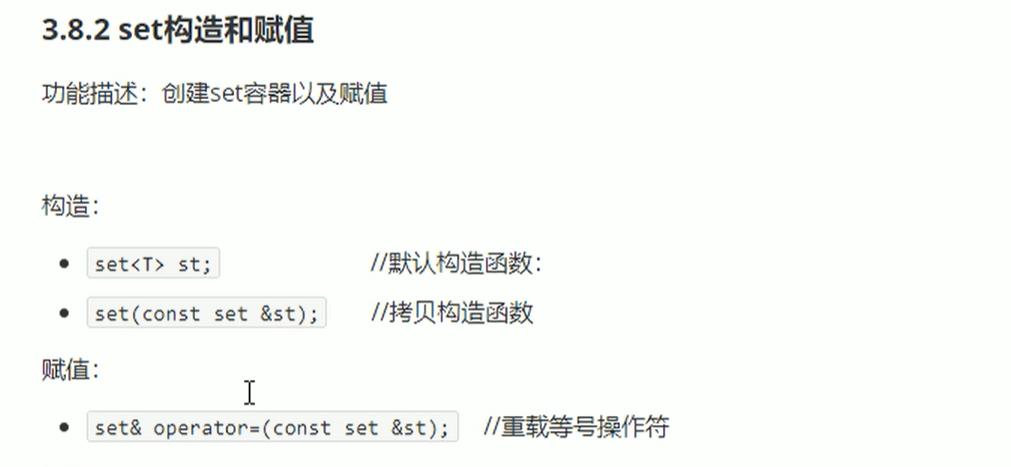 3.8.2 set构造和赋值
功能描述：创建set容器以及赋值
构造：
set<T> st; //默认构造函数：
set(const set &st); //拷贝构造函数
赋值：
set& operator=(const set &st); //重载等号操作符